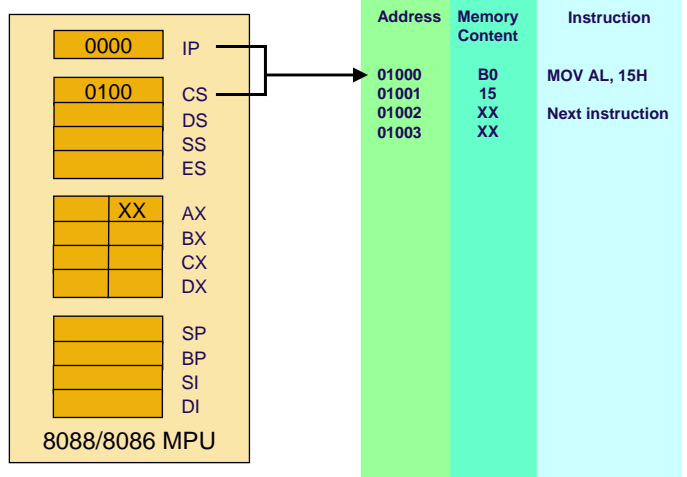 0000 IP
0100 CS
DS
SS
ES
XX AX
BX
CX
DX
SP
BP
SI
DI
8088/8086 MPU
Address Memory Content Instruction
01000 B0 MOV AL, 15H
01001 15
01002 XX Next instruction
01003 XX